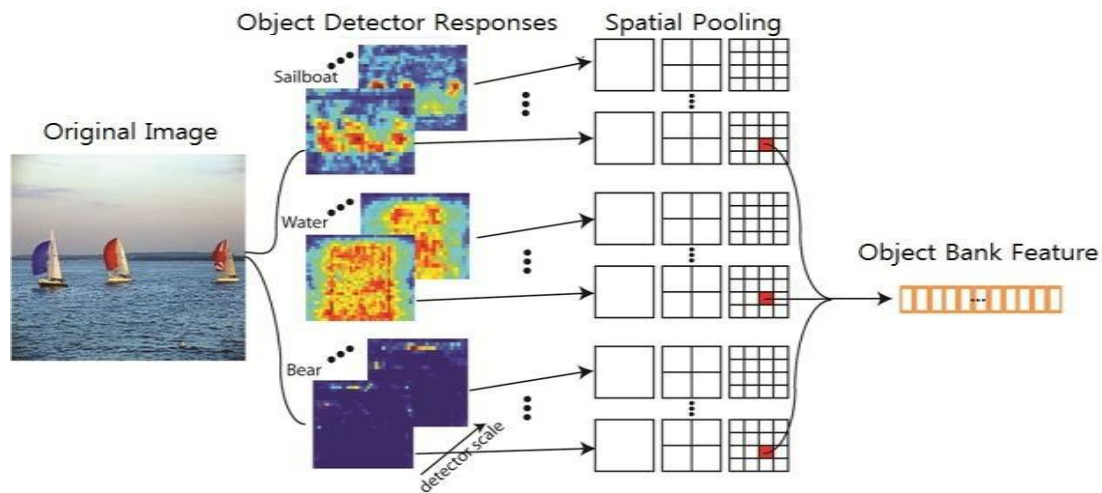 Object Detector Responses
Spatial Pooling
Sailboat
Original Image
Water
Object Bank Feature
Bear
detector scale